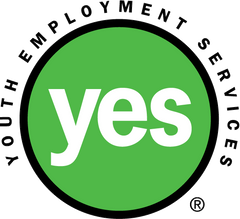 YOUTH EMPLOYMENT SERVICES
yes
®